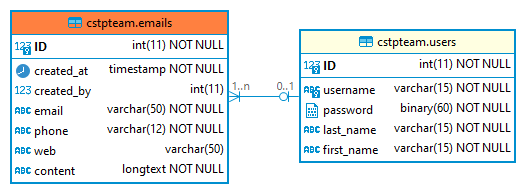 cstpteam.emails
123 ID int(11) NOT NULL
created_at timestamp NOT NULL
123 created_by int(11)
ABC email varchar(50) NOT NULL
ABC phone varchar(12) NOT NULL
ABC web varchar(50)
ABC content longtext NOT NULL
1..n
0..1
cstpteam.users
123 ID int(11) NOT NULL
ABC username varchar(15) NOT NULL
password binary(60) NOT NULL
ABC last_name varchar(15) NOT NULL
ABC first_name varchar(15) NOT NULL